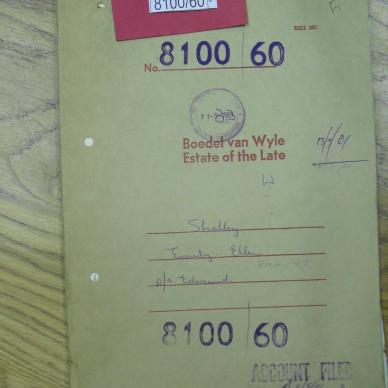 8100/60
8100/60
No.
Boedel van Wyle
Estate of the Late
W
Shelley
Emily Ellen
p/s Edmund
8100/60
ACCOUNT FILED